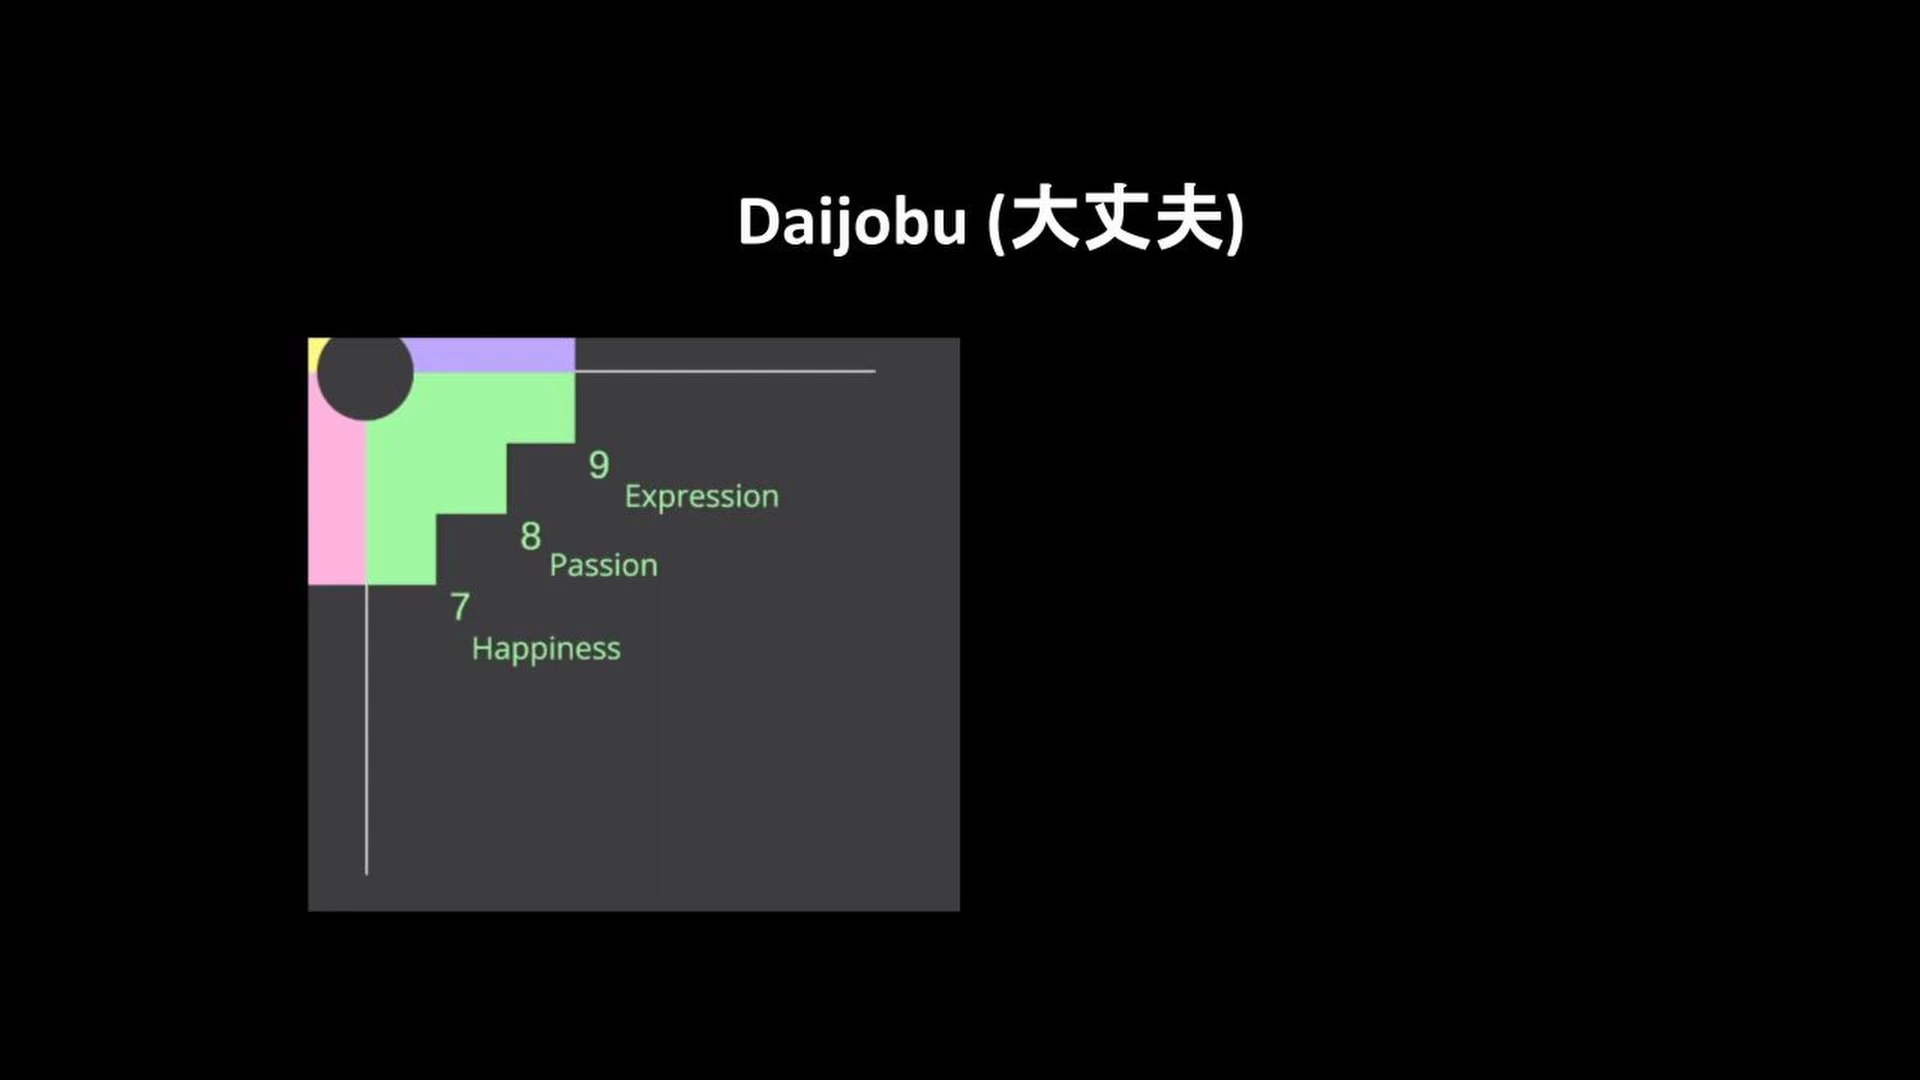 Daijobu (大丈夫)
9
Expression
8
Passion
7
Happiness